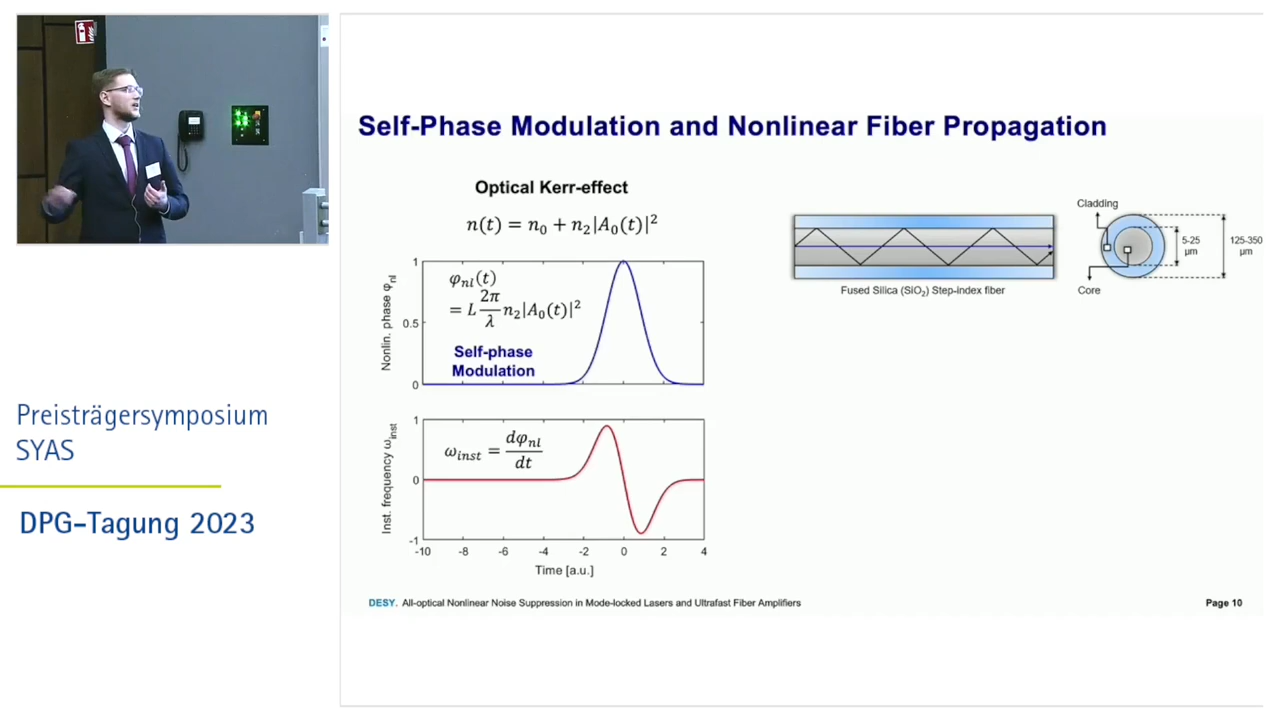 Self-Phase Modulation and Nonlinear Fiber Propagation
Optical Kerr-effect
n(t) = n₀ + n₂|A₀(t)|²
Nonlin. phase φ_nl
1
0.5
0
φ_nl(t)
= L 2π/λ n₂|A₀(t)|²
Self-phase
Modulation
Inst. frequency ω_inst
1
0
-1
ω_inst = dφ_nl/dt
-10 -8 -6 -4 -2 0 2 4
Time [a.u.]
Cladding
5-25
μm
125-350
μm
Core
Fused Silica (SiO₂) Step-index fiber
DESY. All-optical Nonlinear Noise Suppression in Mode-locked Lasers and Ultrafast Fiber Amplifiers
Page 10
Preisträgersymposium
SYAS
DPG-Tagung 2023